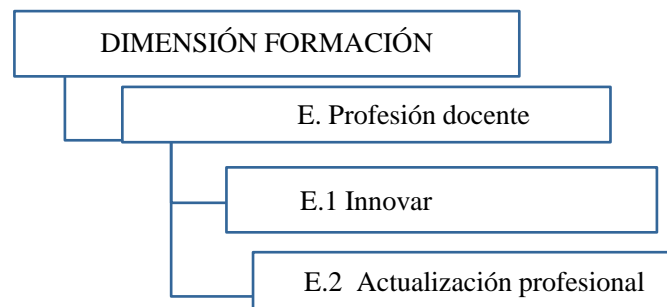 DIMENSIÓN FORMACIÓN
E. Profesión docente
E.1 Innovar
E.2 Actualización profesional